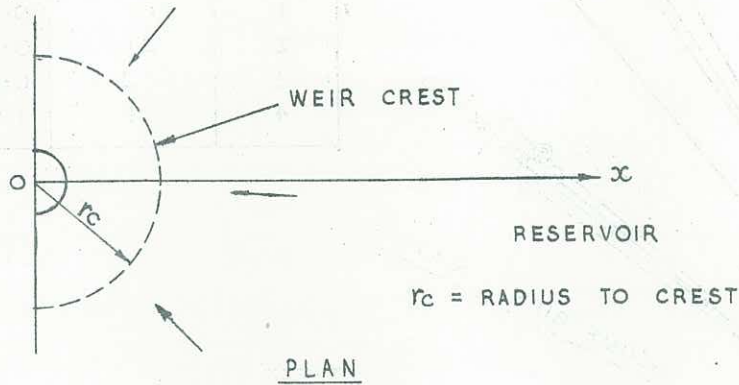 WEIR CREST
O
x
rc
RESERVOIR
rc = RADIUS TO CREST
PLAN